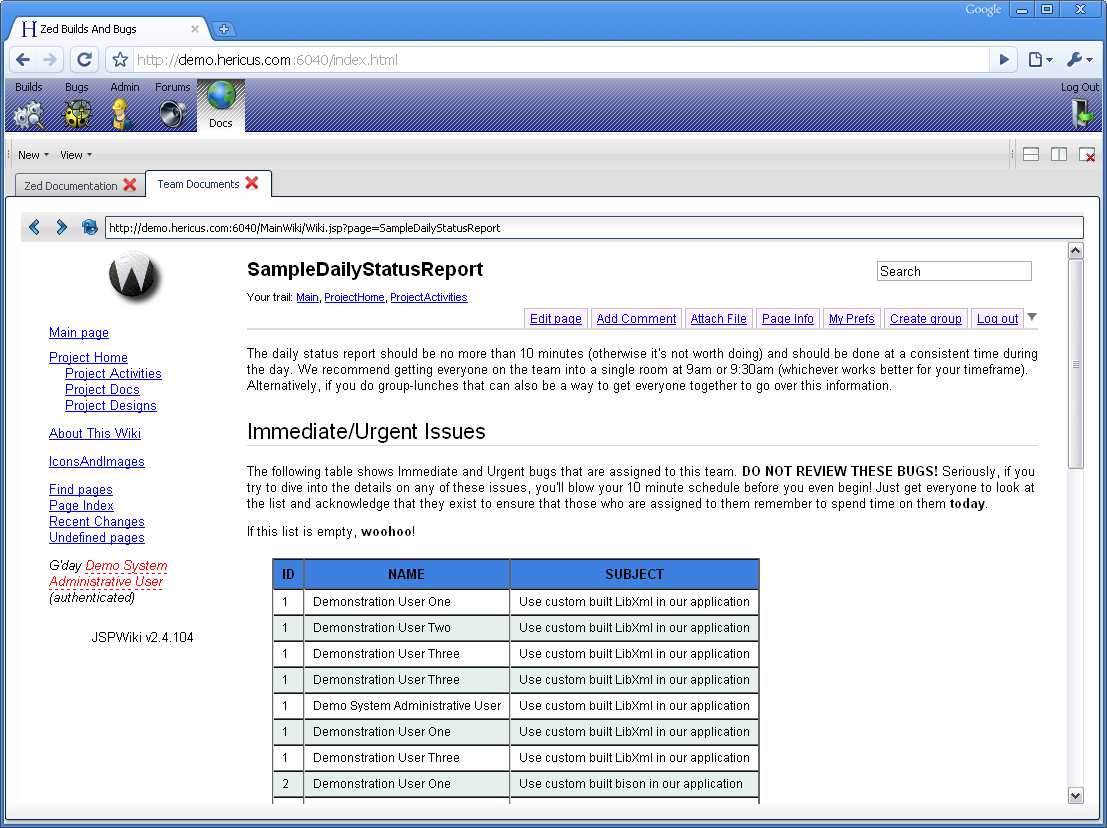 Google
Zed Builds And Bugs
http://demo.hericus.com:6040/index.html
Builds Bugs Admin Forums Docs Log Out
New View
Zed Documentation Team Documents
http://demo.hericus.com:6040/MainWiki/Wiki.jsp?page=SampleDailyStatusReport
Main page
Project Home
Project Activities
Project Docs
Project Designs
About This Wiki
IconsAndImages
Find pages
Page Index
Recent Changes
Undefined pages
G'day Demo System
Administrative User
(authenticated)
JSPWiki v2.4.104
SampleDailyStatusReport
Search
Your trail: Main, ProjectHome, ProjectActivities
Edit page Add Comment Attach File Page Info My Prefs Create group Log out
The daily status report should be no more than 10 minutes (otherwise it's not worth doing) and should be done at a consistent time during
the day. We recommend getting everyone on the team into a single room at 9am or 9:30am (whichever works better for your timeframe).
Alternatively, if you do group-lunches that can also be a way to get everyone together to go over this information.
Immediate/Urgent Issues
The following table shows Immediate and Urgent bugs that are assigned to this team. DO NOT REVIEW THESE BUGS! Seriously, if you
try to dive into the details on any of these issues, you'll blow your 10 minute schedule before you even begin! Just get everyone to look at
the list and acknowledge that they exist to ensure that those who are assigned to them remember to spend time on them today.
If this list is empty, woohoo!
ID NAME SUBJECT
1 Demonstration User One Use custom built LibXml in our application
1 Demonstration User Two Use custom built LibXml in our application
1 Demonstration User Three Use custom built LibXml in our application
1 Demonstration User Three Use custom built LibXml in our application
1 Demo System Administrative User Use custom built LibXml in our application
1 Demonstration User One Use custom built LibXml in our application
1 Demonstration User Three Use custom built LibXml in our application
2 Demonstration User One Use custom built bison in our application